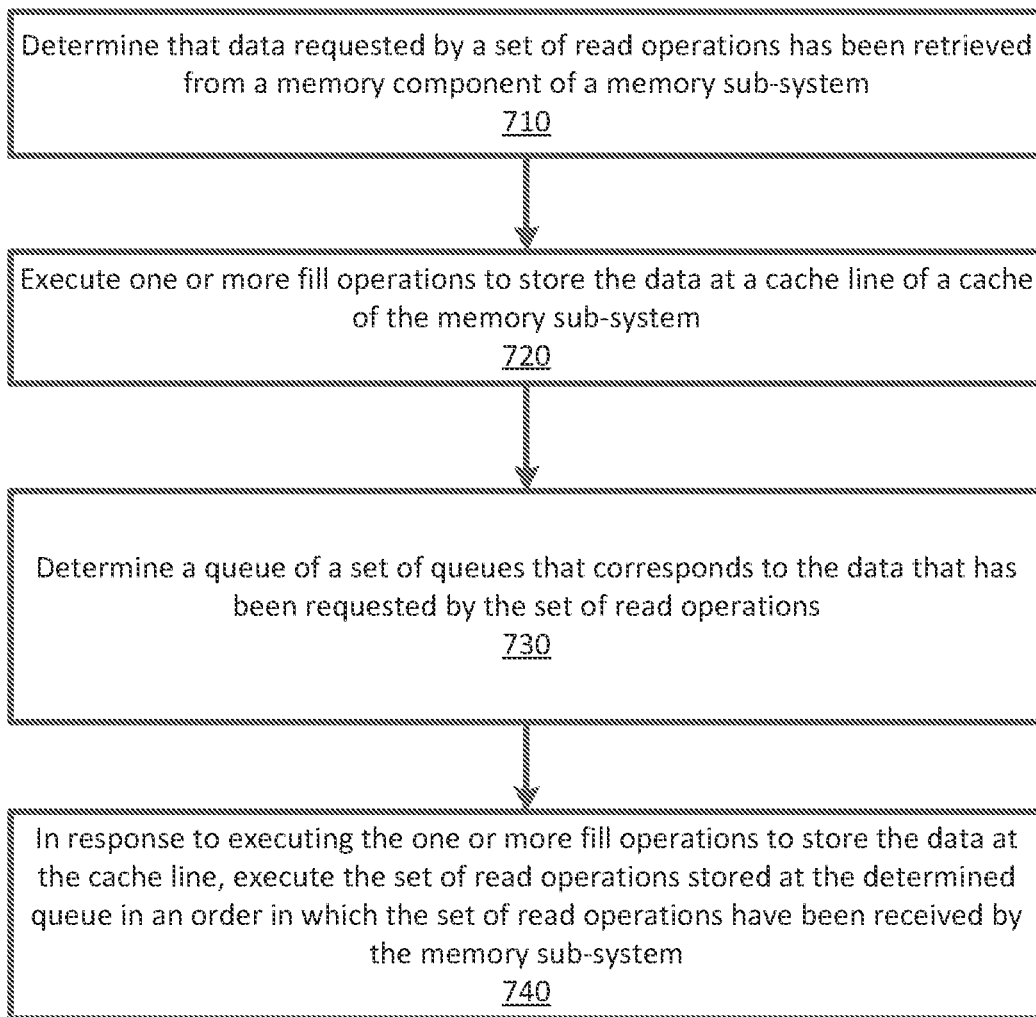 Determine that data requested by a set of read operations has been retrieved
from a memory component of a memory sub-system
710
Execute one or more fill operations to store the data at a cache line of a cache
of the memory sub-system
720
Determine a queue of a set of queues that corresponds to the data that has
been requested by the set of read operations
730
In response to executing the one or more fill operations to store the data at
the cache line, execute the set of read operations stored at the determined
queue in an order in which the set of read operations have been received by
the memory sub-system
740